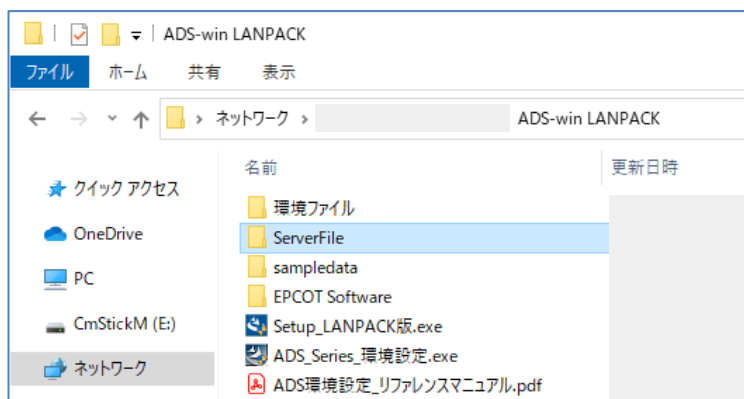 ADS-win LANPACK
ファイル ホーム 共有 表示
ネットワーク ADS-win LANPACK
名前 更新日時
クイック アクセス
OneDrive
PC
CmStickM (E:)
ネットワーク
環境ファイル
ServerFile
sampledata
EPCOT Software
Setup_LANPACK版.exe
ADS_Series_環境設定.exe
ADS環境設定_リファレンスマニュアル.pdf